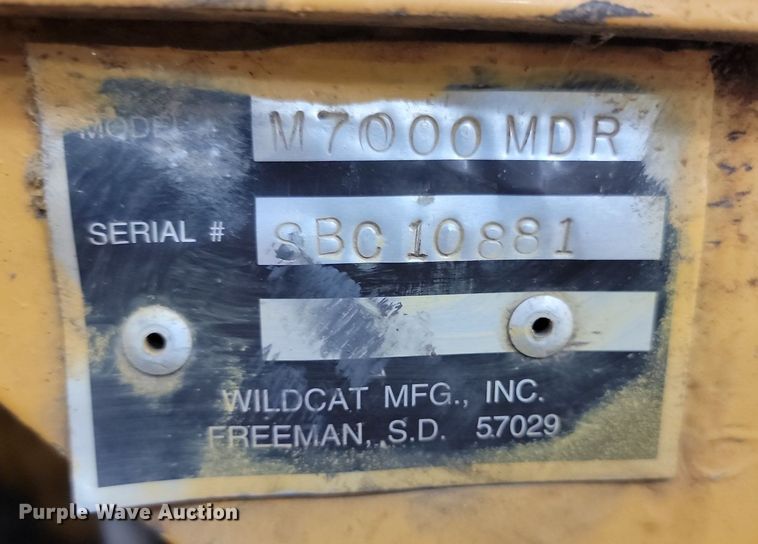 MODEL # M7000 MDR
SERIAL # SBC 10881
WILDCAT MFG., INC.
FREEMAN, S.D. 57029
Purple Wave Auction